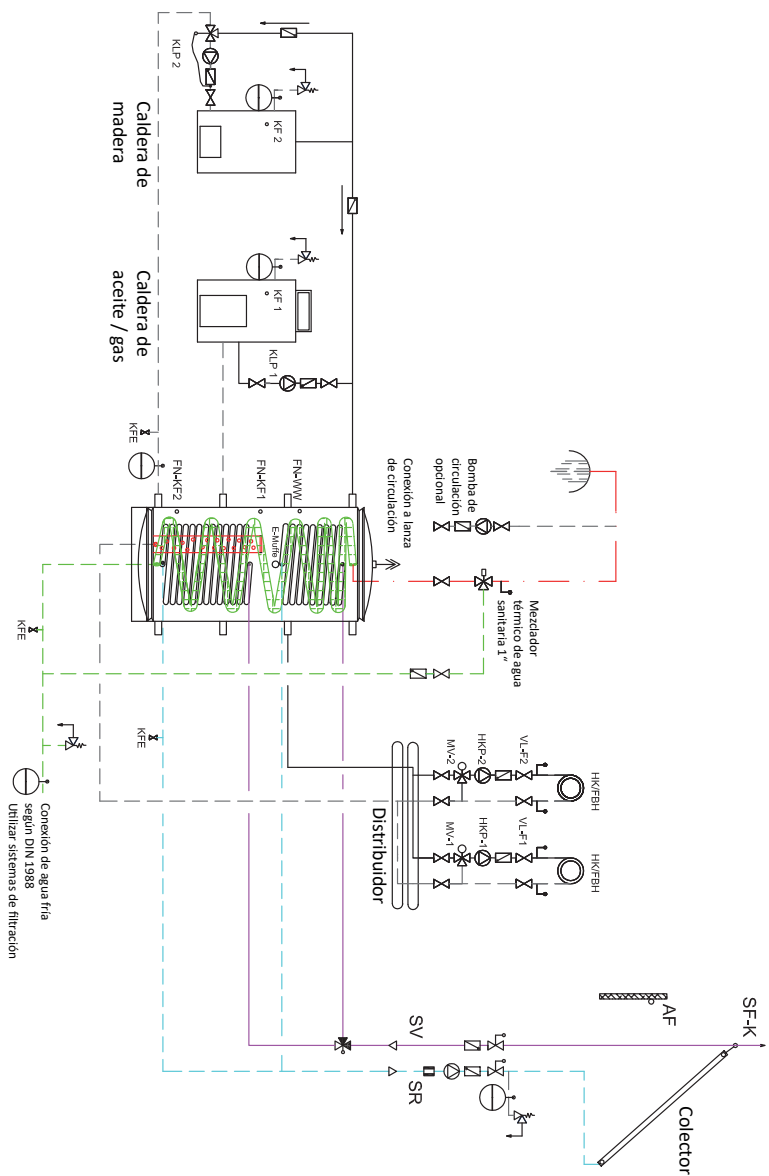 KLP 2
KF 2
Caldera de
madera
KF 1
Caldera de
aceite / gas
KLP 1
KFE
FN-KF2
FN-KF1
FN-WW
E-Muffe
Conexión a lanza
de circulación
Bomba de
circulación
opcional
Mezclador
térmico de agua
sanitaria 1“
KFE
KFE
Conexión de agua fría
según DIN 1988
Utilizar sistemas de filtración
MV-2
HKP-2
VL-F2
HK/FBH
MV-1
HKP-1
VL-F1
HK/FBH
Distribuidor
AF
SF-K
SV
SR
Colector